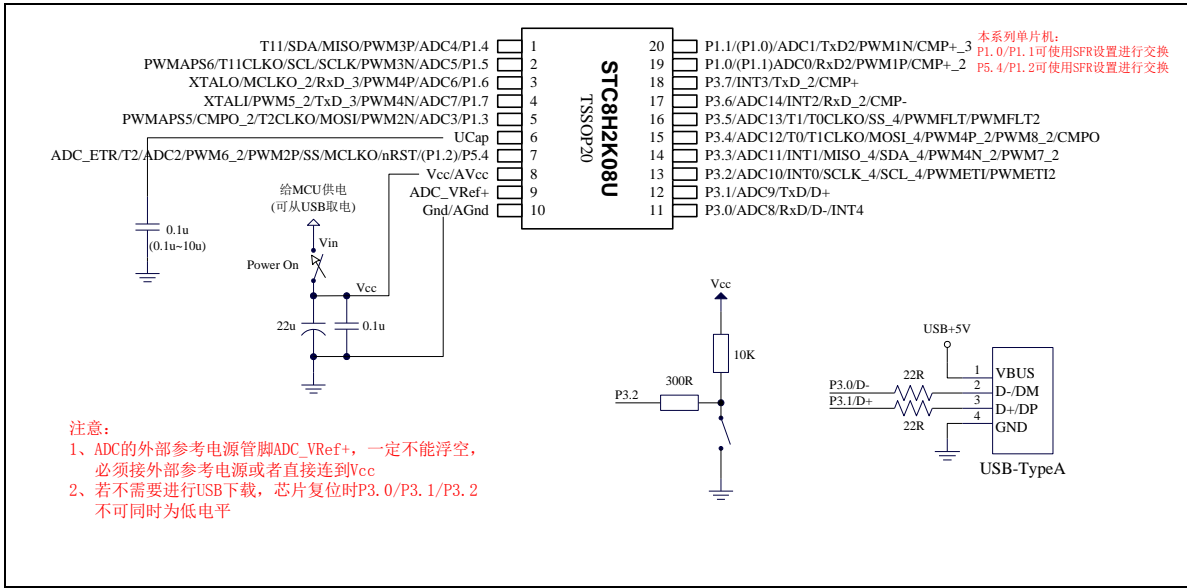 T11/SDA/MISO/PWM3P/ADC4/P1.4
1
PWMAPS6/T11CLKO/SCL/SCLK/PWM3N/ADC5/P1.5
2
XTALO/MCLKO_2/RxD_3/PWM4P/ADC6/P1.6
3
XTALI/PWM5_2/TxD_3/PWM4N/ADC7/P1.7
4
PWMAPS5/CMPO_2/T2CLKO/MOSI/PWM2N/ADC3/P1.3
5
UCap
6
ADC_ETR/T2/ADC2/PWM6_2/PWM2P/SS/MCLKO/nRST/(P1.2)/P5.4
7
Vcc/AVcc
8
ADC_VRef+
9
Gnd/AGnd
10
STC8H2K08U
TSSOP20
20
P1.1/(P1.0)/ADC1/TxD2/PWM1N/CMP+_3
19
P1.0/(P1.1)ADC0/RxD2/PWM1P/CMP+_2
18
P3.7/INT3/TxD_2/CMP+
17
P3.6/ADC14/INT2/RxD_2/CMP-
16
P3.5/ADC13/T1/T0CLKO/SS_4/PWMFLT/PWMFLT2
15
P3.4/ADC12/T0/T1CLKO/MOSI_4/PWM4P_2/PWM8_2/CMPO
14
P3.3/ADC11/INT1/MISO_4/SDA_4/PWM4N_2/PWM7_2
13
P3.2/ADC10/INT0/SCLK_4/SCL_4/PWMETI/PWMETI2
12
P3.1/ADC9/TxD/D+
11
P3.0/ADC8/RxD/D-/INT4
本系列单片机：
P1.0/P1.1可使用SFR设置进行交换
P5.4/P1.2可使用SFR设置进行交换
0.1u
(0.1u~10u)
给MCU供电
(可从USB取电)
Vin
Power On
Vcc
22u
0.1u
Vcc
10K
300R
P3.2
USB+5V
22R
P3.0/D-
P3.1/D+
22R
1
VBUS
2
D-/DM
3
D+/DP
4
GND
USB-TypeA
注意：
1、ADC的外部参考电源管脚ADC_VRef+，一定不能浮空，
必须接外部参考电源或者直接连到Vcc
2、若不需要进行USB下载，芯片复位时P3.0/P3.1/P3.2
不可同时为低电平